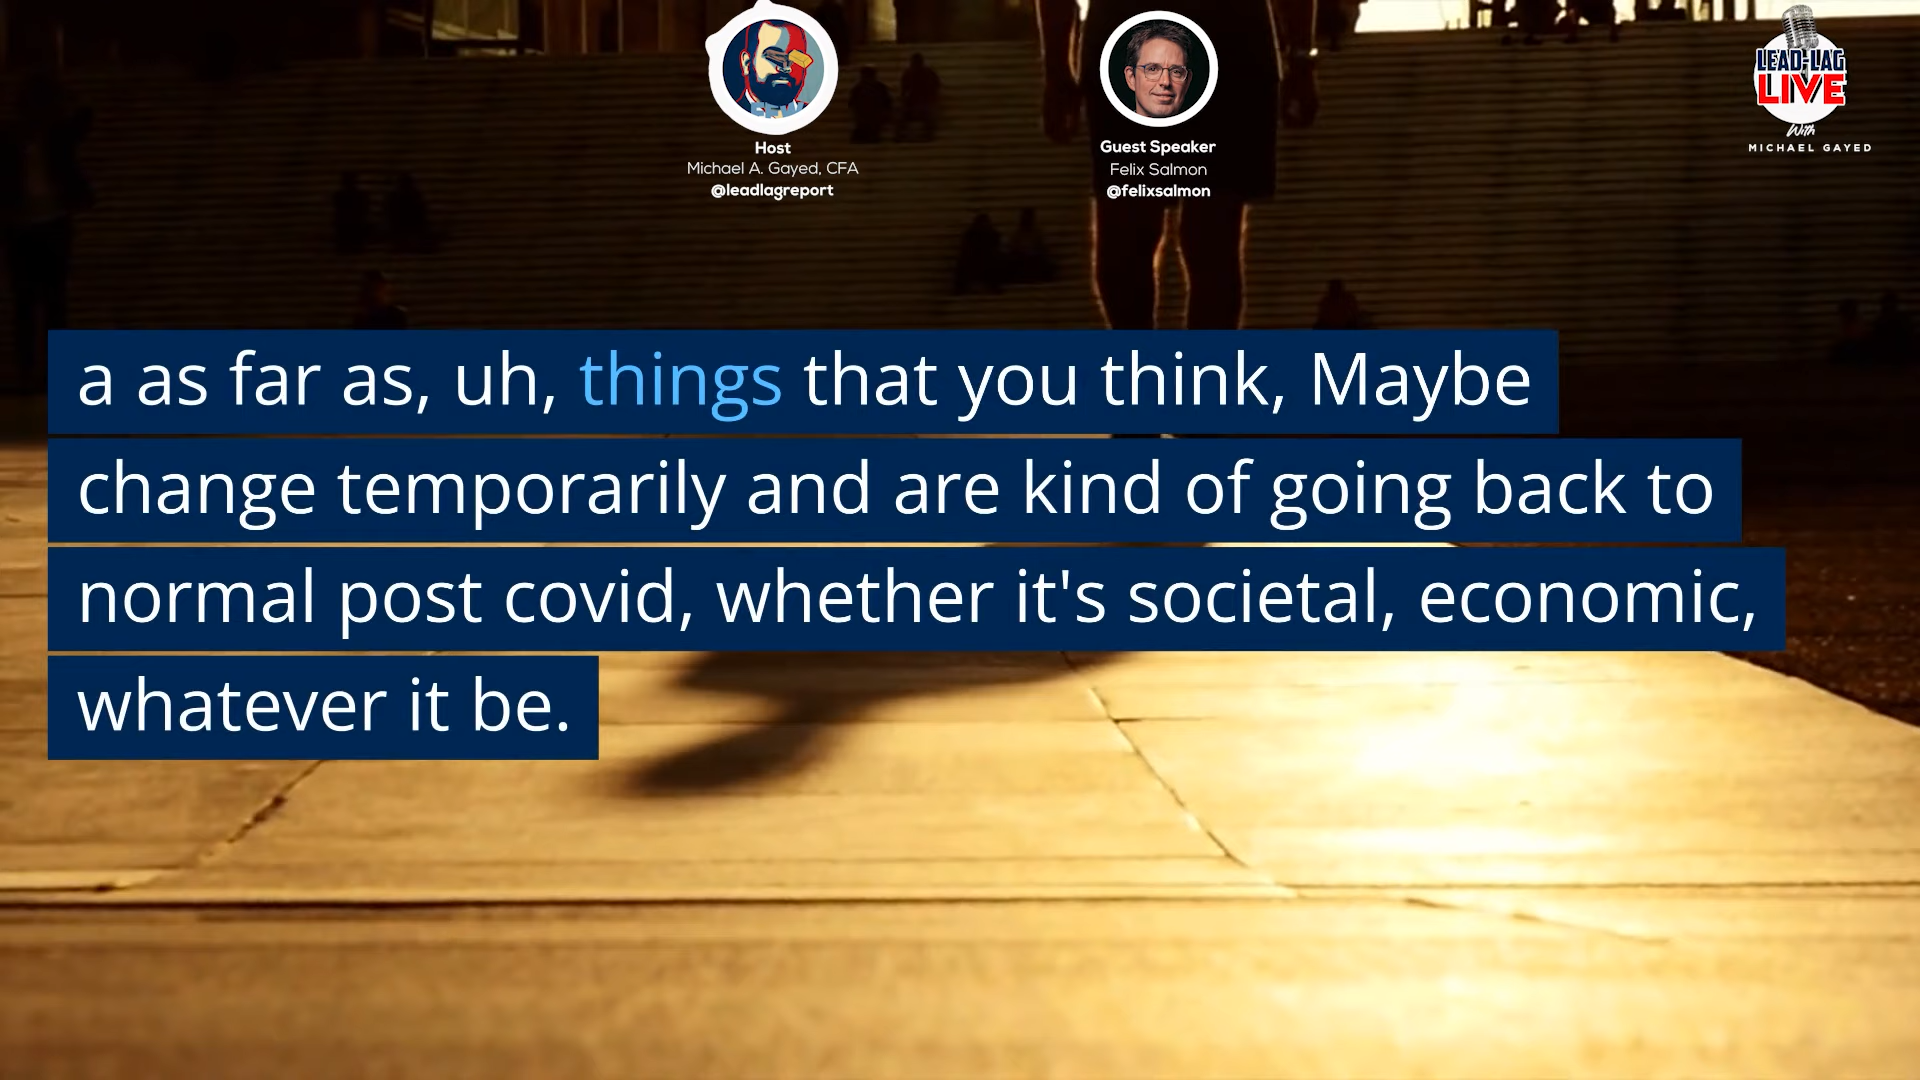 Host
Michael A. Gayed, CFA
@leadlagreport
Guest Speaker
Felix Salmon
@felixsalmon
LEAD-LAG
LIVE
With
MICHAEL GAYED
a as far as, uh, things that you think, Maybe
change temporarily and are kind of going back to
normal post covid, whether it's societal, economic,
whatever it be.